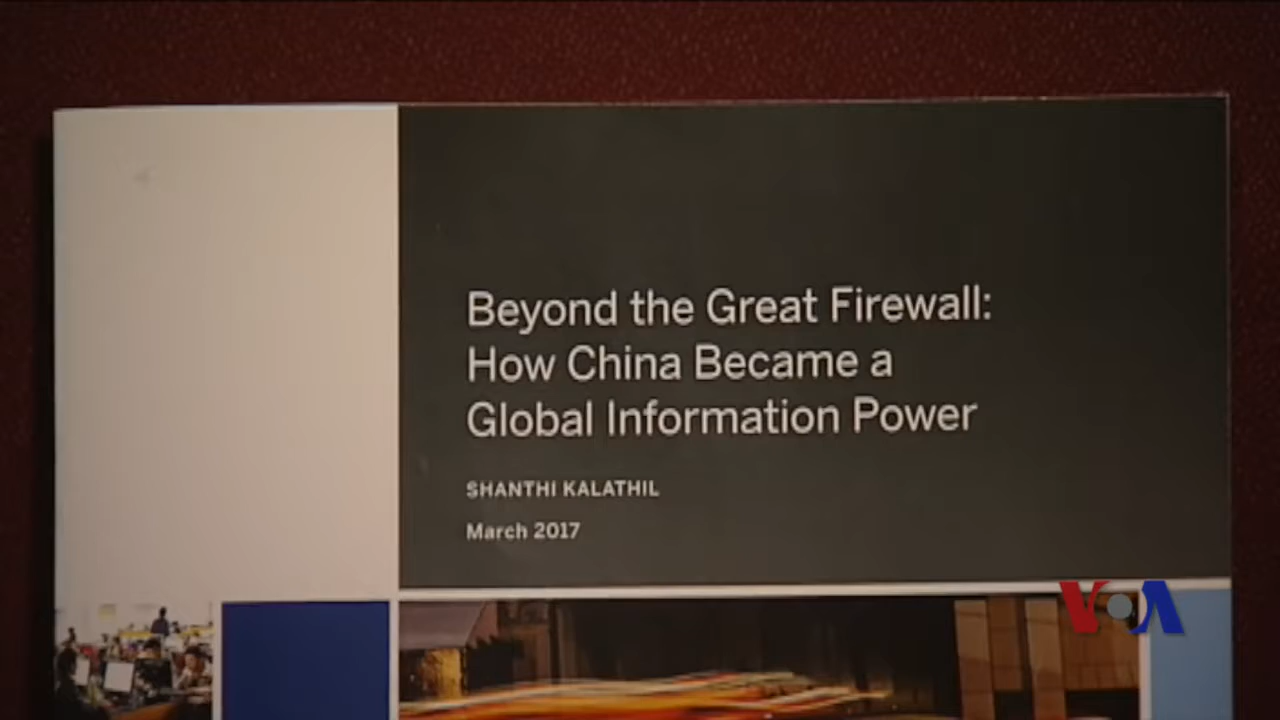 Beyond the Great Firewall:
How China Became a
Global Information Power
SHANTHI KALATHIL
March 2017
VOA